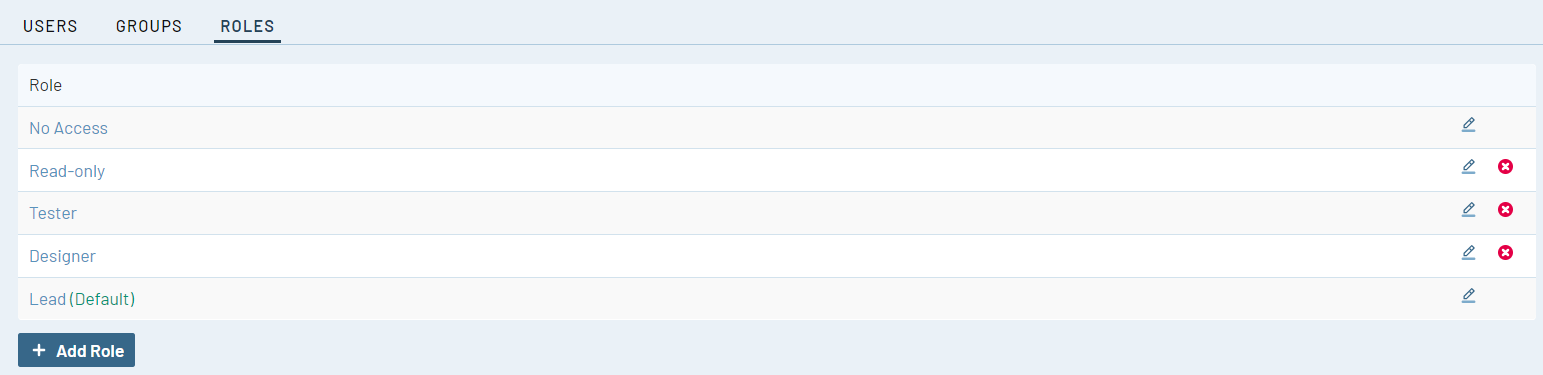 USERS GROUPS ROLES
Role
No Access
Read-only
Tester
Designer
Lead (Default)
Add Role